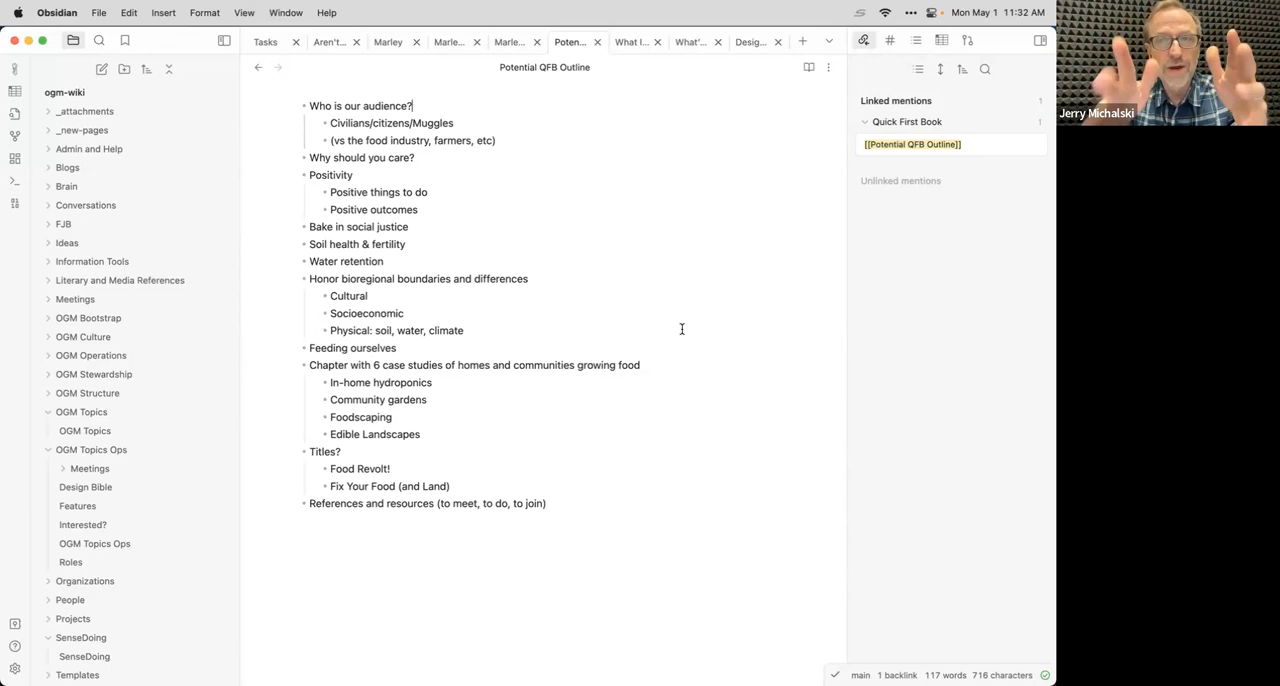 Obsidian File Edit Insert Format View Window Help
Mon May 1 11:32 AM
Tasks Aren't... Marley Marle... Marle... Poten... What I... What'... Desig...
Potential QFB Outline
ogm-wiki
_attachments
_new-pages
Admin and Help
Blogs
Brain
Conversations
FJB
Ideas
Information Tools
Literary and Media References
Meetings
OGM Bootstrap
OGM Culture
OGM Operations
OGM Stewardship
OGM Structure
OGM Topics
OGM Topics
OGM Topics Ops
Meetings
Design Bible
Features
Interested?
OGM Topics Ops
Roles
Organizations
People
Projects
SenseDoing
SenseDoing
Templates
Who is our audience?
Civilians/citizens/Muggles
(vs the food industry, farmers, etc)
Why should you care?
Positivity
Positive things to do
Positive outcomes
Bake in social justice
Soil health & fertility
Water retention
Honor bioregional boundaries and differences
Cultural
Socioeconomic
Physical: soil, water, climate
Feeding ourselves
Chapter with 6 case studies of homes and communities growing food
In-home hydroponics
Community gardens
Foodscaping
Edible Landscapes
Titles?
Food Revolt!
Fix Your Food (and Land)
References and resources (to meet, to do, to join)
Linked mentions 1
Quick First Book 1
[[Potential QFB Outline]]
Unlinked mentions
main 1 backlink 117 words 716 characters
Jerry Michalski